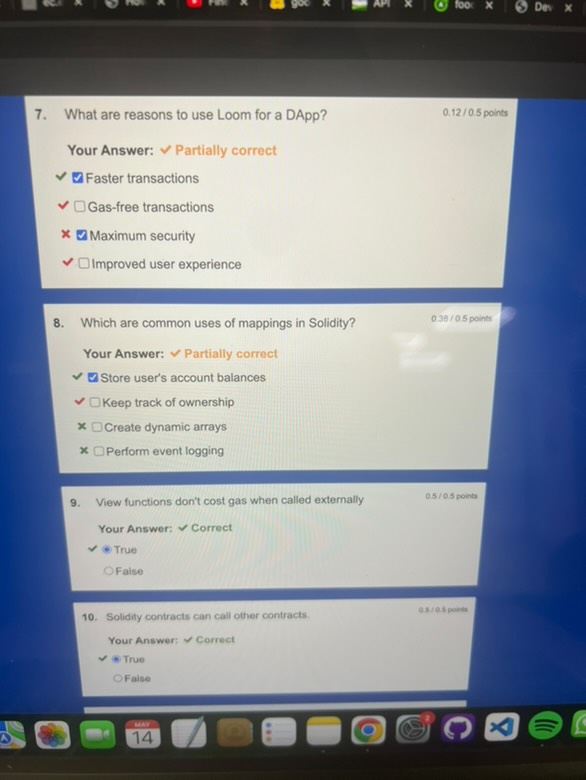 API
foo
Dev
7. What are reasons to use Loom for a DApp? 0.12 / 0.5 points
Your Answer: Partially correct
Faster transactions
Gas-free transactions
Maximum security
Improved user experience
8. Which are common uses of mappings in Solidity? 0.38 / 0.5 points
Your Answer: Partially correct
Store user's account balances
Keep track of ownership
Create dynamic arrays
Perform event logging
9. View functions don't cost gas when called externally 0.5 / 0.5 points
Your Answer: Correct
True
False
10. Solidity contracts can call other contracts. 0.5 / 0.5 points
Your Answer: Correct
True
False
MAY
14
2